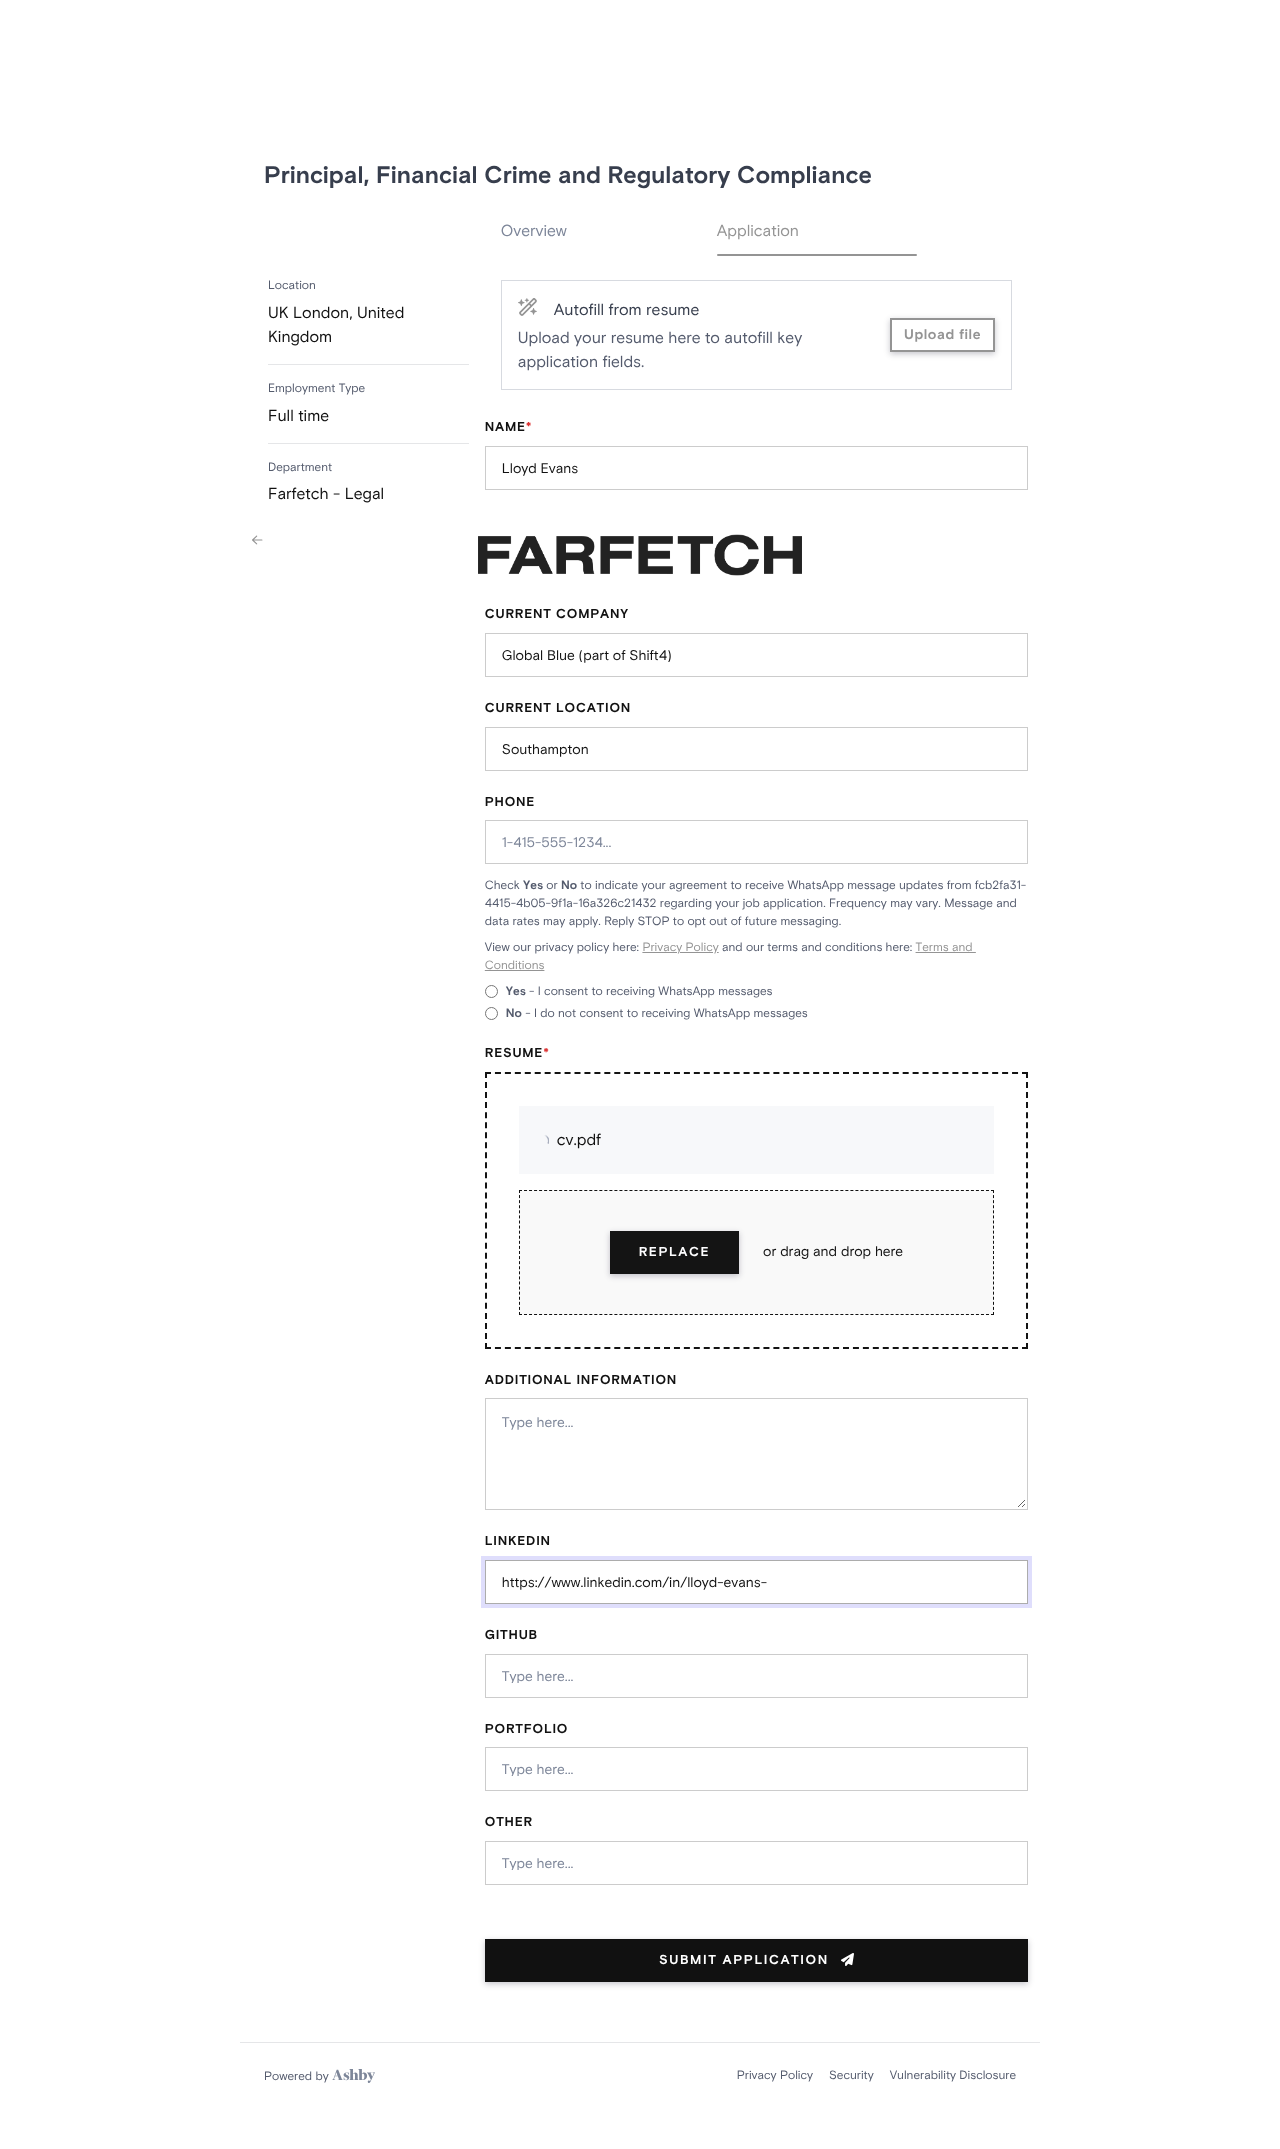 Principal, Financial Crime and Regulatory Compliance
Overview
Application
Location
UK London, United
Kingdom
Employment Type
Full time
Department
Farfetch - Legal
Autofill from resume
Upload your resume here to autofill key
application fields.
Upload file
NAME*
Lloyd Evans
FARFETCH
CURRENT COMPANY
Global Blue (part of Shift4)
CURRENT LOCATION
Southampton
PHONE
1-415-555-1234...
Check Yes or No to indicate your agreement to receive WhatsApp message updates from fcb2fa31-
4415-4b05-9f1a-16a326c21432 regarding your job application. Frequency may vary. Message and
data rates may apply. Reply STOP to opt out of future messaging.
View our privacy policy here: Privacy Policy and our terms and conditions here: Terms and
Conditions
Yes - I consent to receiving WhatsApp messages
No - I do not consent to receiving WhatsApp messages
RESUME*
cv.pdf
REPLACE
or drag and drop here
ADDITIONAL INFORMATION
Type here...
LINKEDIN
https://www.linkedin.com/in/lloyd-evans-
GITHUB
Type here...
PORTFOLIO
Type here...
OTHER
Type here...
SUBMIT APPLICATION
Powered by Ashby
Privacy Policy
Security
Vulnerability Disclosure